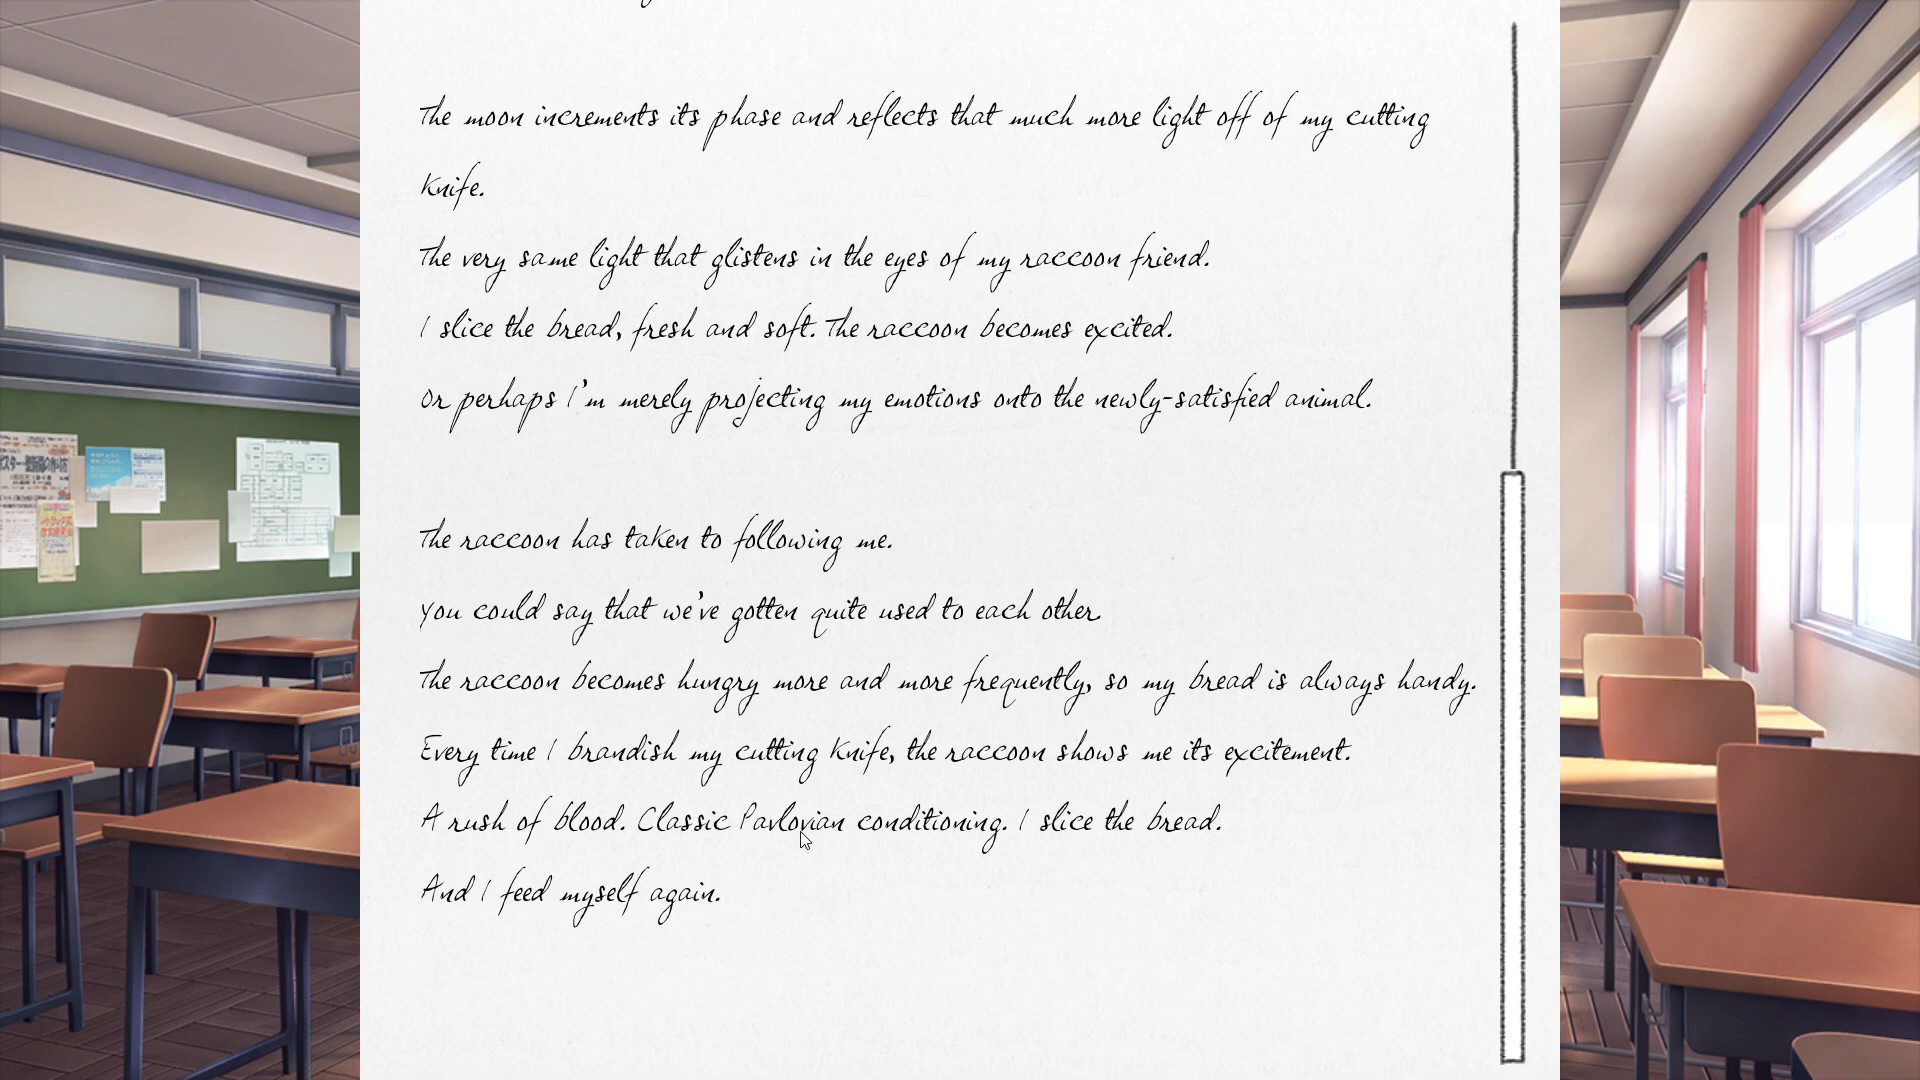 The moon increments its phase and reflects that much more light off of my cutting
knife.
The very same light that glistens in the eyes of my raccoon friend.
I slice the bread, fresh and soft. The raccoon becomes excited.
Or perhaps I'm merely projecting my emotions onto the newly-satisfied animal.
The raccoon has taken to following me.
You could say that we've gotten quite used to each other.
The raccoon becomes hungry more and more frequently, so my bread is always handy.
Every time I brandish my cutting knife, the raccoon shows me its excitement.
A rush of blood. Classic Pavlovian conditioning. I slice the bread.
And I feed myself again.